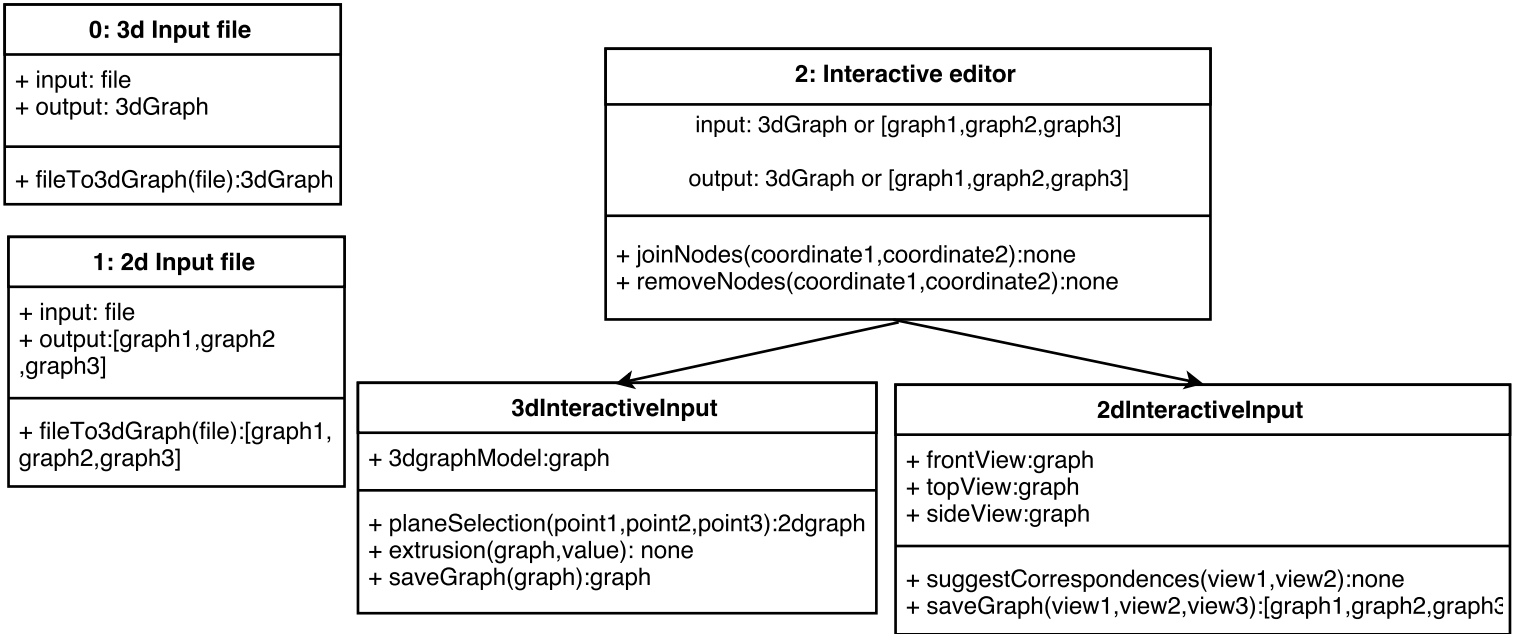 0: 3d Input file
+ input: file
+ output: 3dGraph
+ fileTo3dGraph(file):3dGraph
1: 2d Input file
+ input: file
+ output:[graph1,graph2
,graph3]
+ fileTo3dGraph(file):[graph1,
graph2,graph3]
2: Interactive editor
input: 3dGraph or [graph1,graph2,graph3]
output: 3dGraph or [graph1,graph2,graph3]
+ joinNodes(coordinate1,coordinate2):none
+ removeNodes(coordinate1,coordinate2):none
3dInteractiveInput
+ 3dgraphModel:graph
+ planeSelection(point1,point2,point3):2dgraph
+ extrusion(graph,value): none
+ saveGraph(graph):graph
2dInteractiveInput
+ frontView:graph
+ topView:graph
+ sideView:graph
+ suggestCorrespondences(view1,view2):none
+ saveGraph(view1,view2,view3):[graph1,graph2,graph3